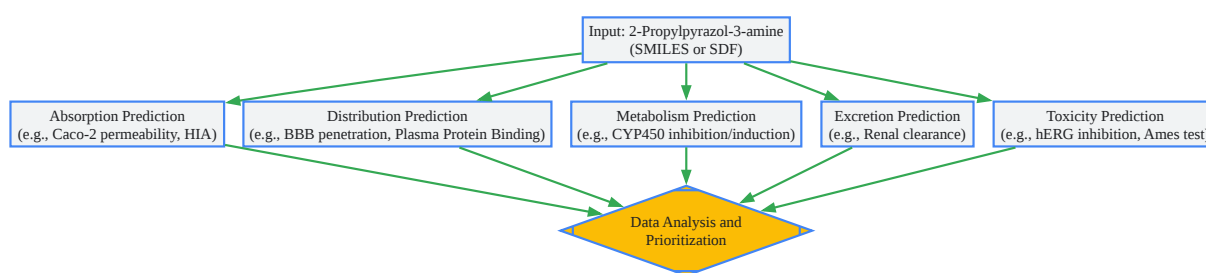 Input: 2-Propylpyrazol-3-amine
(SMILES or SDF)
Absorption Prediction
(e.g., Caco-2 permeability, HIA)
Distribution Prediction
(e.g., BBB penetration, Plasma Protein Binding)
Metabolism Prediction
(e.g., CYP450 inhibition/induction)
Excretion Prediction
(e.g., Renal clearance)
Toxicity Prediction
(e.g., hERG inhibition, Ames test)
Data Analysis and
Prioritization